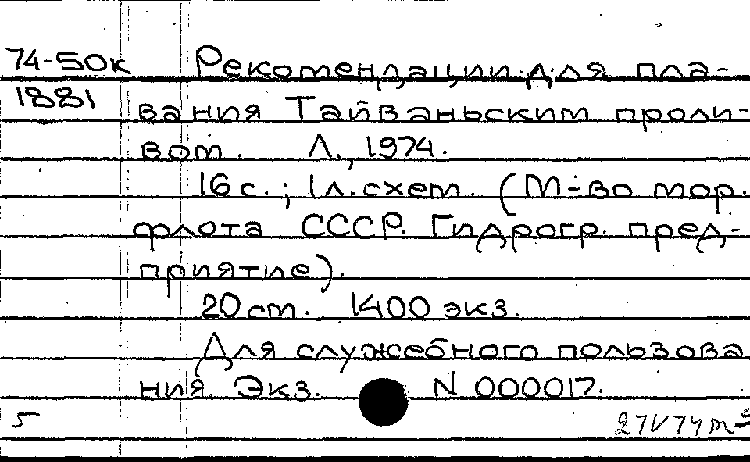 74-50к Рекомендации для пла-
1881 вания Тайваньским проли-
вом. Л., 1974.
16 с.; 1 л. схем. (М-во мор.
флота СССР. Гидрогр. пред-
приятие).
20 см. 1400 экз.
Для служебного пользова
ния. Экз. N 000017.
5